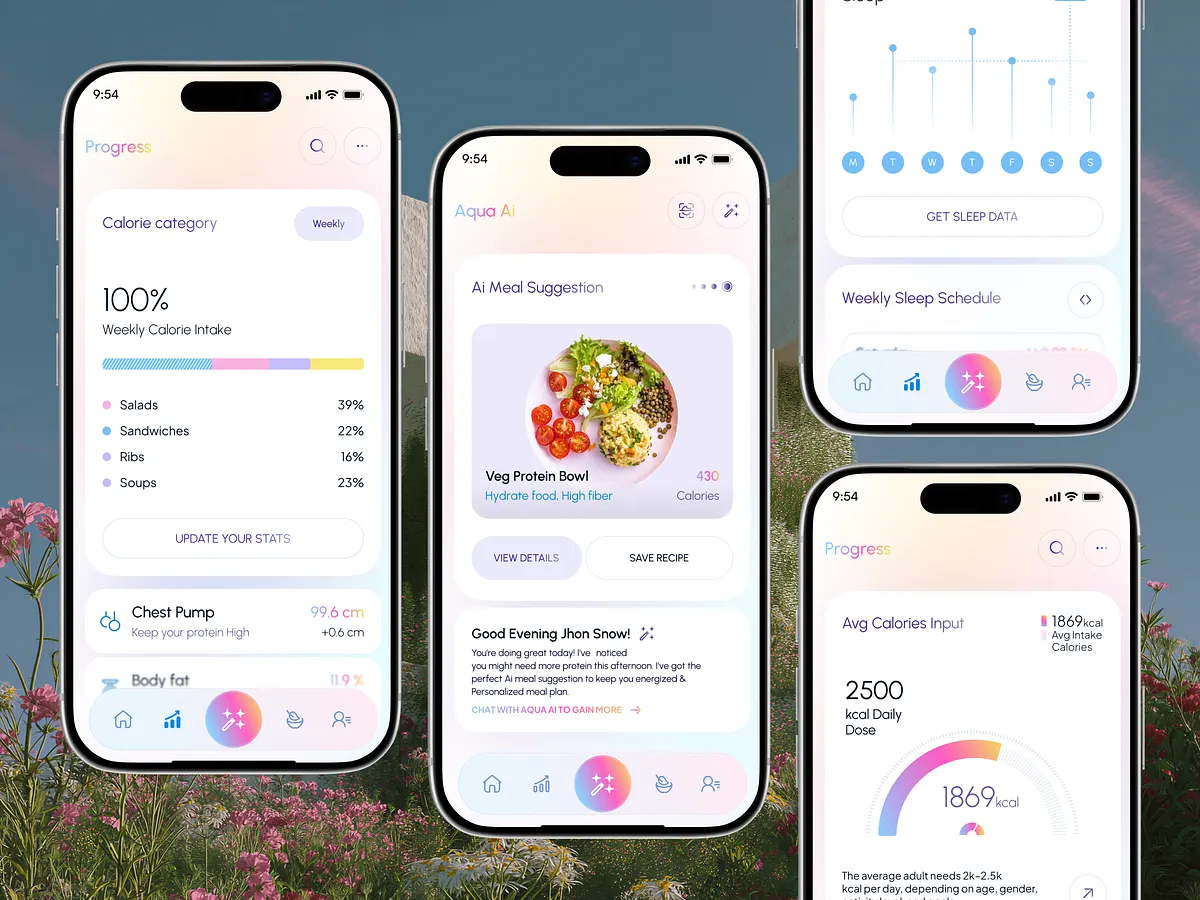 9:54
Progress
Calorie category
Weekly
100%
Weekly Calorie Intake
Salads 39%
Sandwiches 22%
Ribs 16%
Soups 23%
UPDATE YOUR STATS
Chest Pump 99.6 cm
Keep your protein High +0.6 cm
Body fat 11.9 %
9:54
Aqua Ai
Ai Meal Suggestion
Veg Protein Bowl 430
Hydrate food, High fiber Calories
VIEW DETAILS SAVE RECIPE
Good Evening Jhon Snow!
You're doing great today! I've noticed
you might need more protein this afternoon. I've got the
perfect Ai meal suggestion to keep you energized &
Personalized meal plan.
CHAT WITH AQUA AI TO GAIN MORE
Sleep
M T W T F S S
GET SLEEP DATA
Weekly Sleep Schedule
9:54
Progress
Avg Calories Input
1869kcal
Avg Intake
Calories
2500
kcal Daily
Dose
1869kcal
The average adult needs 2k-2.5k
kcal per day, depending on age, gender,